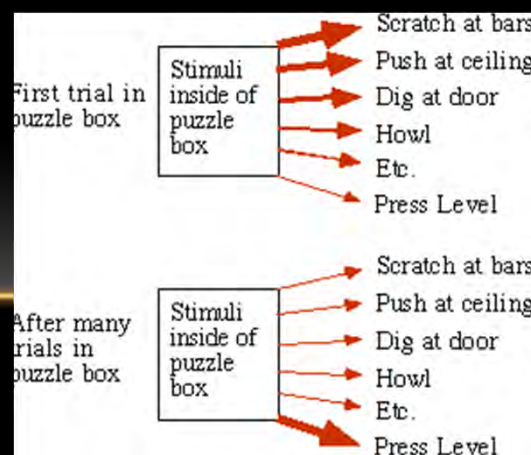 First trial in
puzzle box
Stimuli
inside of
puzzle
box
Scratch at bars
Push at ceiling
Dig at door
Howl
Etc.
Press Level
After many
trials in
puzzle box
Stimuli
inside of
puzzle
box
Scratch at bars
Push at ceiling
Dig at door
Howl
Etc.
Press Level